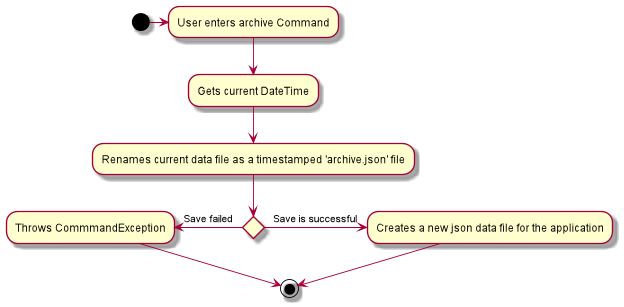 User enters archive Command
Gets current DateTime
Renames current data file as a timestamped 'archive.json' file
Save failed
Save is successful
Throws CommmandException
Creates a new json data file for the application